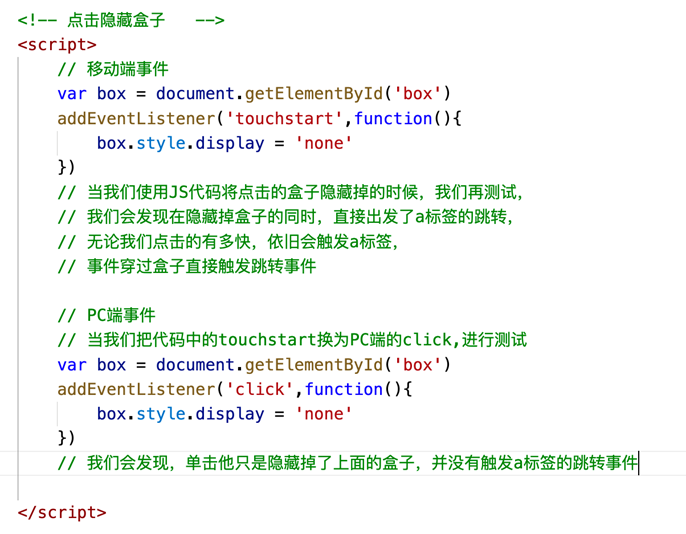 <!-- 点击隐藏盒子   -->
<script>
    // 移动端事件
    var box = document.getElementById('box')
    addEventListener('touchstart',function(){
        box.style.display = 'none'
    })
    // 当我们使用JS代码将点击的盒子隐藏掉的时候，我们再测试，
    // 我们会发现在隐藏掉盒子的同时，直接出发了a标签的跳转，
    // 无论我们点击的有多快，依旧会触发a标签，
    // 事件穿过盒子直接触发跳转事件
    // PC端事件
    // 当我们把代码中的touchstart换为PC端的click,进行测试
    var box = document.getElementById('box')
    addEventListener('click',function(){
        box.style.display = 'none'
    })
    // 我们会发现，单击他只是隐藏掉了上面的盒子，并没有触发a标签的跳转事件
</script>